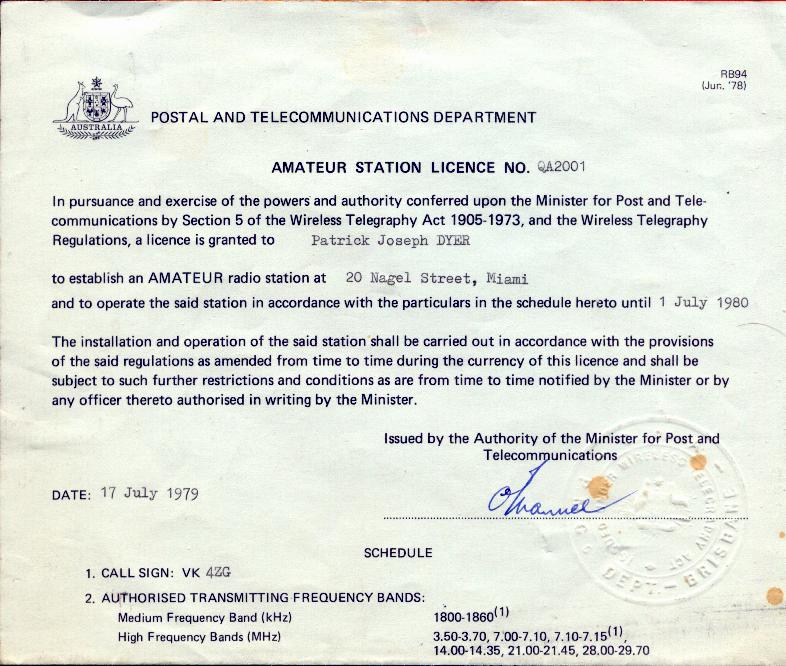 RB94
(Jun. '78)
AUSTRALIA
POSTAL AND TELECOMMUNICATIONS DEPARTMENT
AMATEUR STATION LICENCE NO. QA2001
In pursuance and exercise of the powers and authority conferred upon the Minister for Post and Tele-
communications by Section 5 of the Wireless Telegraphy Act 1905-1973, and the Wireless Telegraphy
Regulations, a licence is granted to Patrick Joseph DYER
to establish an AMATEUR radio station at 20 Nagel Street, Miami
and to operate the said station in accordance with the particulars in the schedule hereto until 1 July 1980
The installation and operation of the said station shall be carried out in accordance with the provisions
of the said regulations as amended from time to time during the currency of this licence and shall be
subject to such further restrictions and conditions as are from time to time notified by the Minister or by
any officer thereto authorised in writing by the Minister.
Issued by the Authority of the Minister for Post and
Telecommunications
DATE: 17 July 1979
WIRELESS TELEGRAPHY ACT
DEPT. - BRISBANE
SCHEDULE
1. CALL SIGN: VK 4ZG
2. AUTHORISED TRANSMITTING FREQUENCY BANDS:
Medium Frequency Band (kHz) 1800-1860(1)
High Frequency Bands (MHz) 3.50-3.70, 7.00-7.10, 7.10-7.15(1),
14.00-14.35, 21.00-21.45, 28.00-29.70